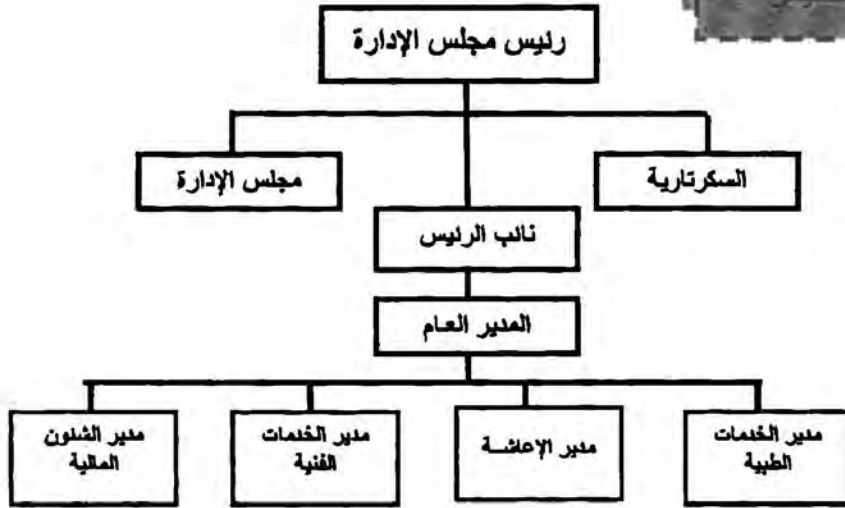 رئيس مجلس الإدارة
السكرتارية
مجلس الإدارة
نائب الرئيس
المدير العام
مدير الخدمات
الطبية
مدير الإعاشة
مدير الخدمات
الفنية
مدير الشئون
المالية